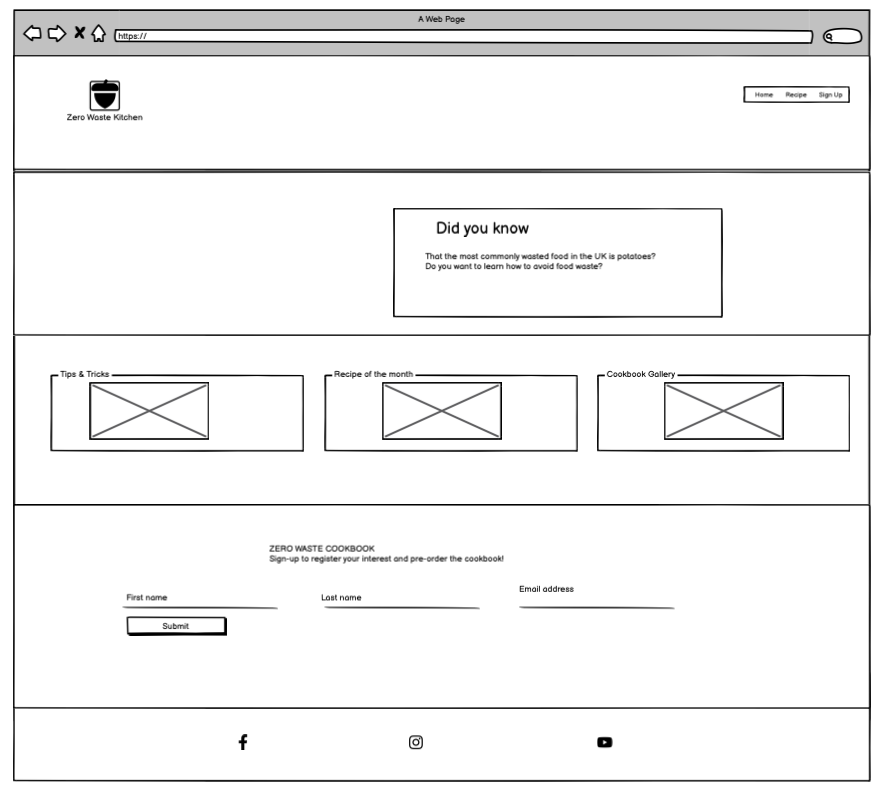 A Web Page
https://
Zero Waste Kitchen
Home Recipe Sign Up
Did you know
That the most commonly wasted food in the UK is potatoes?
Do you want to learn how to avoid food waste?
Tips & Tricks
Recipe of the month
Cookbook Gallery
ZERO WASTE COOKBOOK
Sign-up to register your interest and pre-order the cookbook!
First name
Last name
Email address
Submit